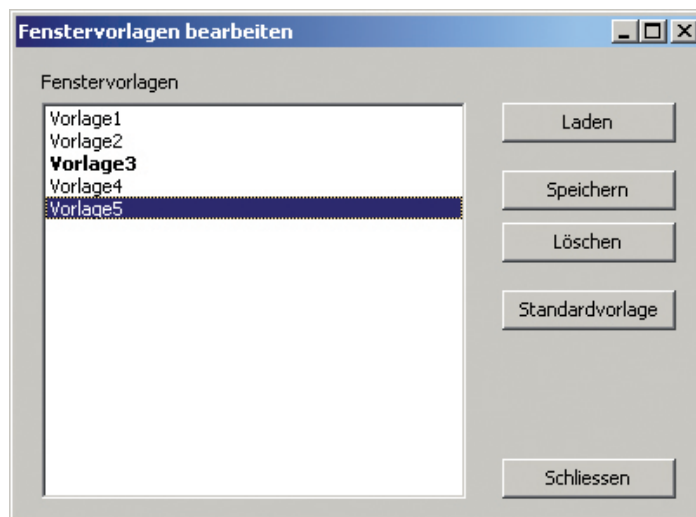 Fenstervorlagen bearbeiten
Fenstervorlagen
Vorlage1
Vorlage2
Vorlage3
Vorlage4
Vorlage5
Laden
Speichern
Löschen
Standardvorlage
Schliessen